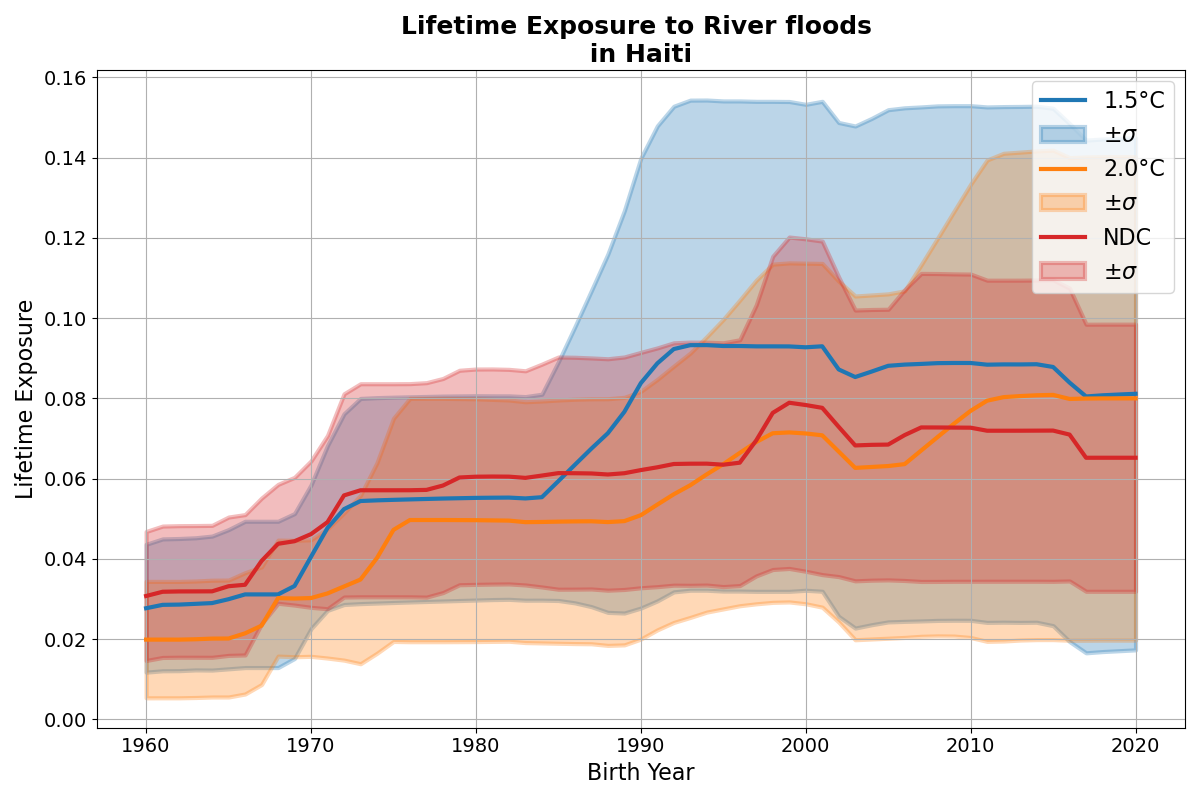 Lifetime Exposure to River floods
in Haiti
0.16
0.14
0.12
0.10
0.08
0.06
0.04
0.02
0.00
Lifetime Exposure
1.5°C
±σ
2.0°C
±σ
NDC
±σ
1960 1970 1980 1990 2000 2010 2020
Birth Year